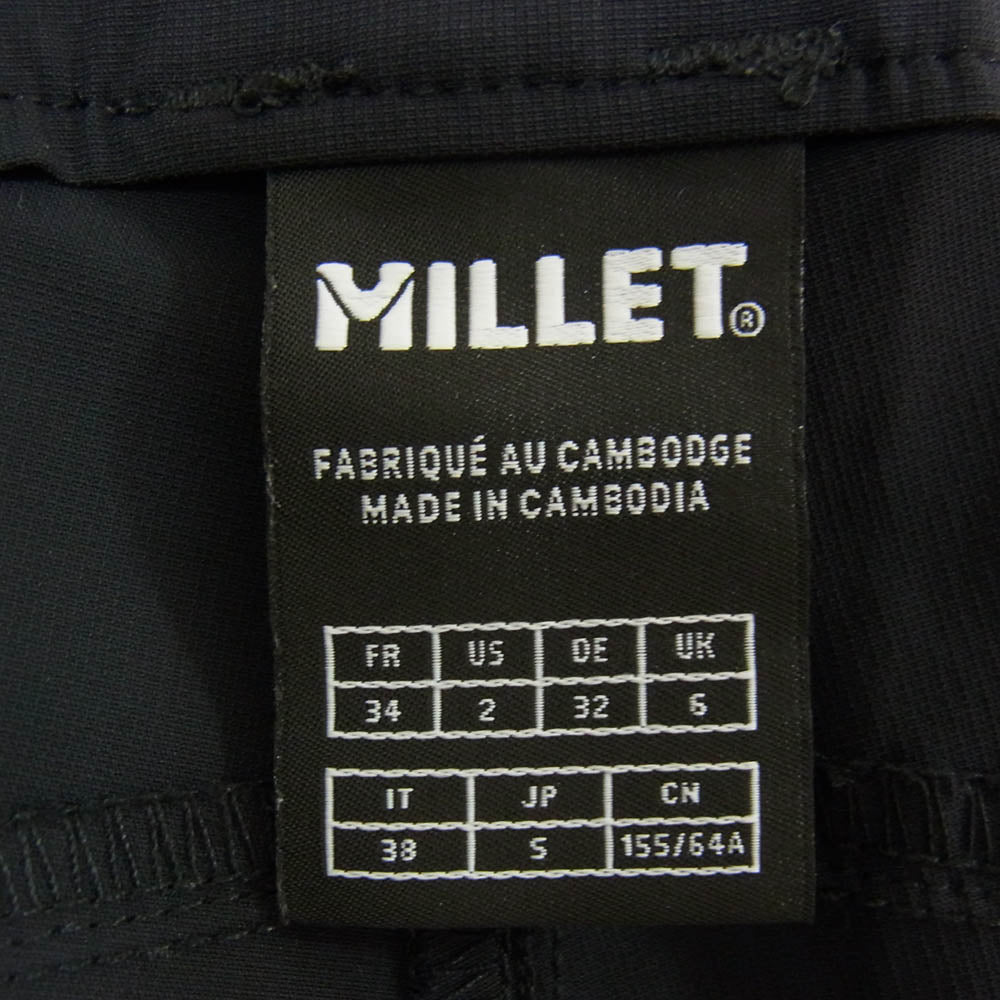 MILLET®
FABRIQUÉ AU CAMBODGE
MADE IN CAMBODIA
FR US DE UK
34 2 32 6
IT JP CN
38 S 155/64A